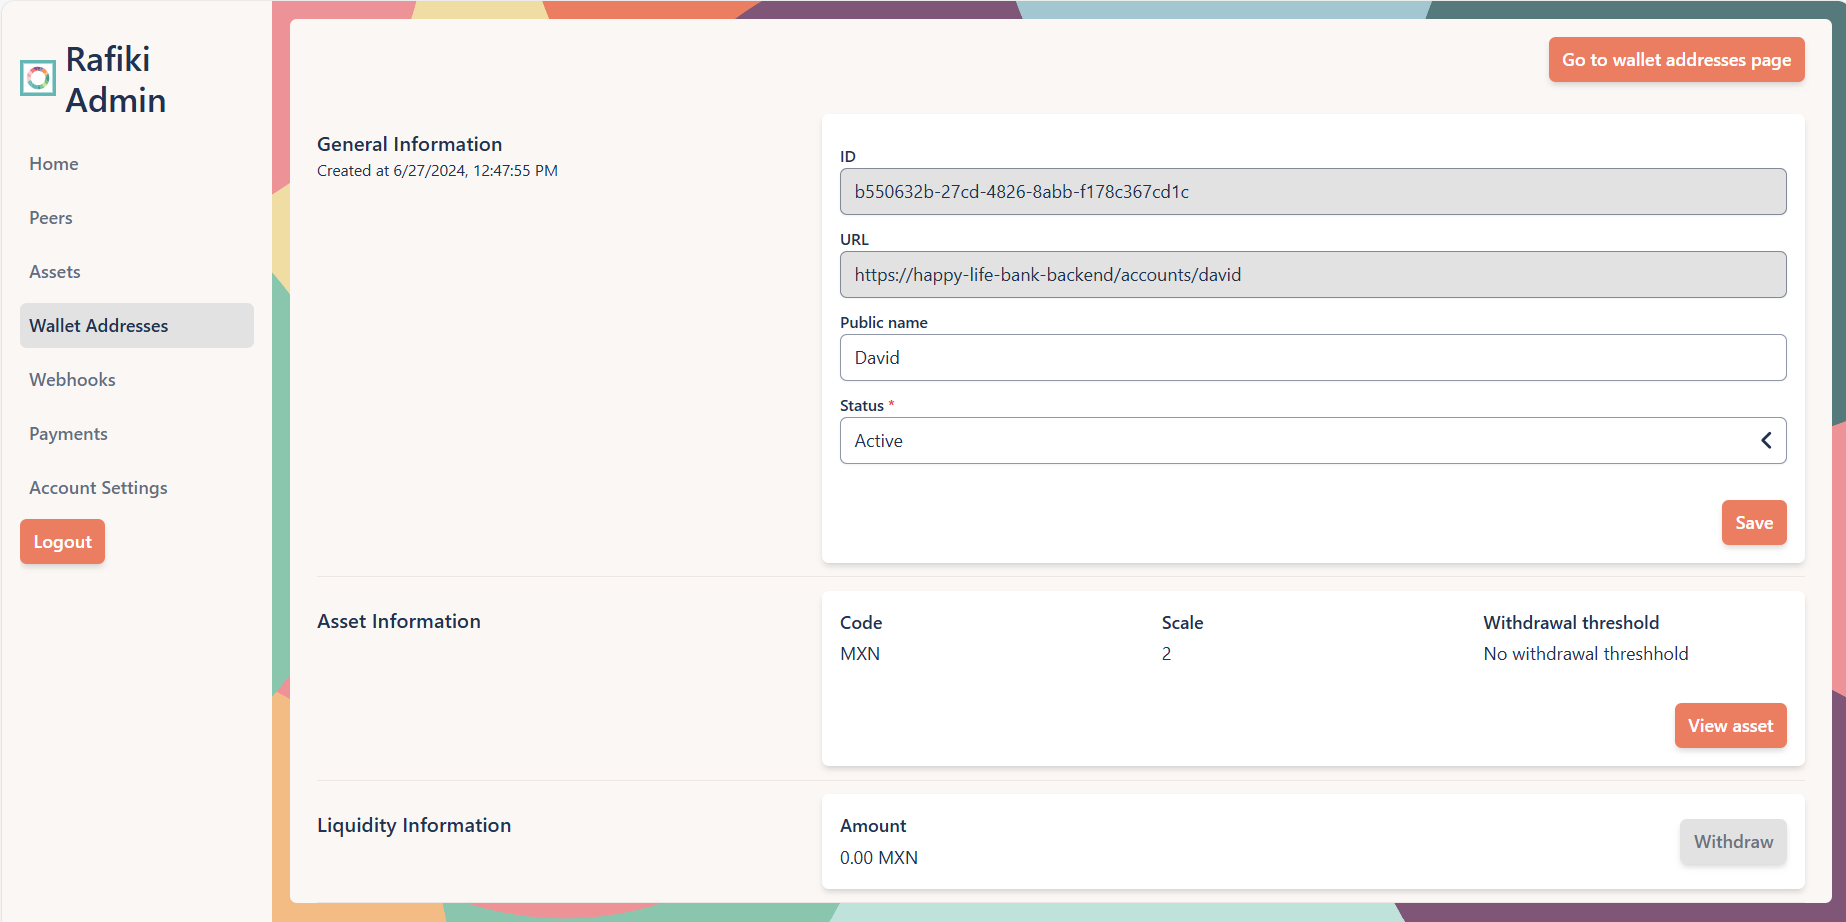 Rafiki
Admin
Home
Peers
Assets
Wallet Addresses
Webhooks
Payments
Account Settings
Logout
Go to wallet addresses page
General Information
Created at 6/27/2024, 12:47:55 PM
ID
b550632b-27cd-4826-8abb-f178c367cd1c
URL
https://happy-life-bank-backend/accounts/david
Public name
David
Status *
Active
Save
Asset Information
Code
MXN
Scale
2
Withdrawal threshold
No withdrawal threshhold
View asset
Liquidity Information
Amount
0.00 MXN
Withdraw